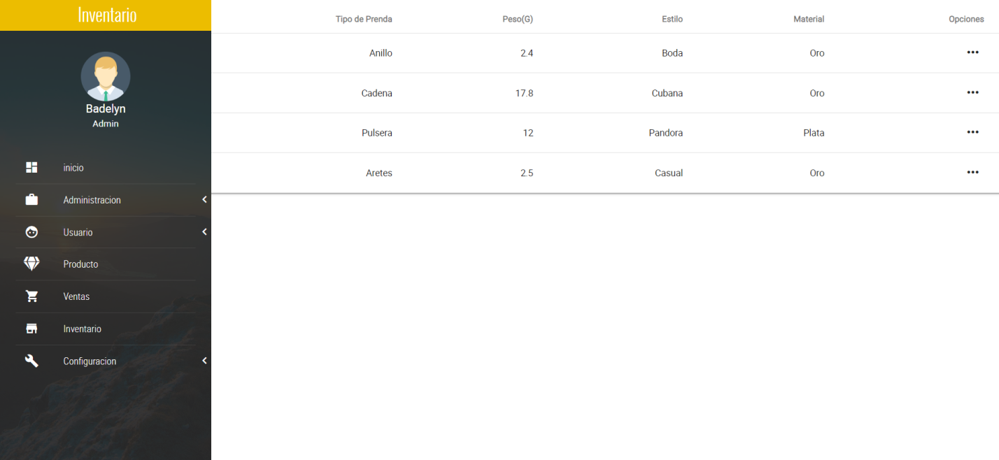 Inventario
Badelyn
Admin
inicio
Administracion
Usuario
Producto
Ventas
Inventario
Configuracion
Tipo de Prenda Peso(G) Estilo Material Opciones
Anillo 2.4 Boda Oro
Cadena 17.8 Cubana Oro
Pulsera 12 Pandora Plata
Aretes 2.5 Casual Oro